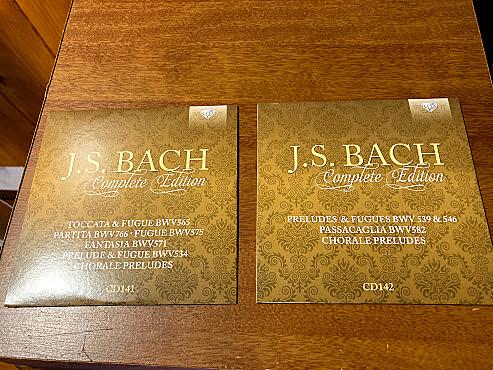 J.S. BACH
Complete Edition
TOCCATA & FUGUE BWV565
PARTITA BWV766 · FUGUE BWV575
FANTASIA BWV571
PRELUDE & FUGUE BWV534
CHORALE PRELUDES
CD141
J.S. BACH
Complete Edition
PRELUDES & FUGUES BWV 539 & 546
PASSACAGLIA BWV582
CHORALE PRELUDES
CD142